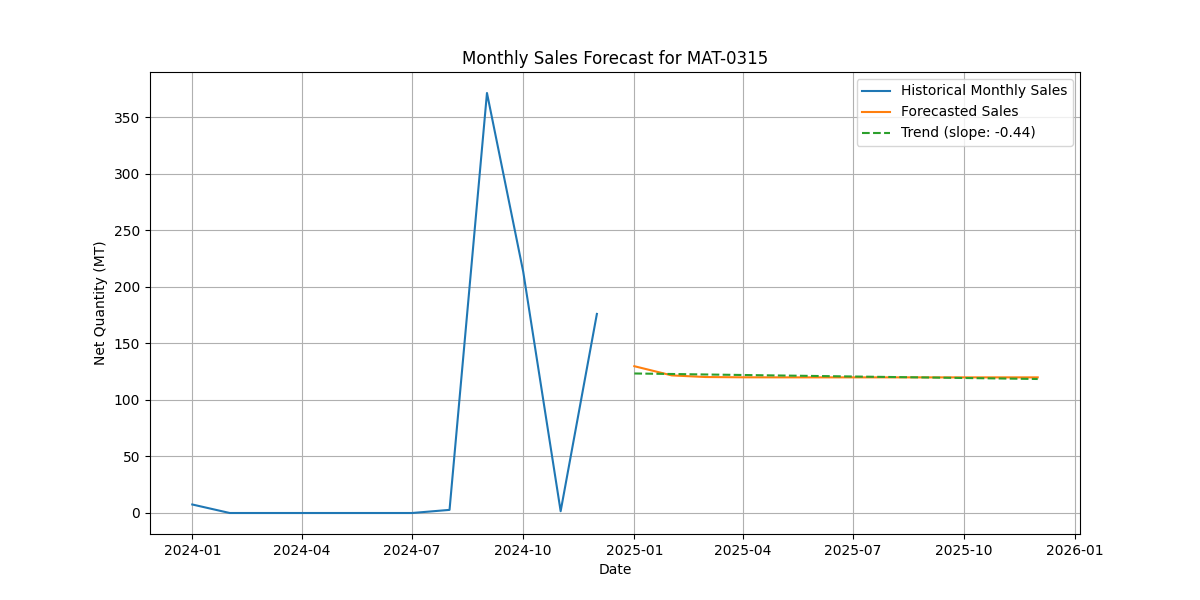 Monthly Sales Forecast for MAT-0315
Historical Monthly Sales
Forecasted Sales
Trend (slope: -0.44)
Net Quantity (MT)
350
300
250
200
150
100
50
0
2024-01 2024-04 2024-07 2024-10 2025-01 2025-04 2025-07 2025-10 2026-01
Date